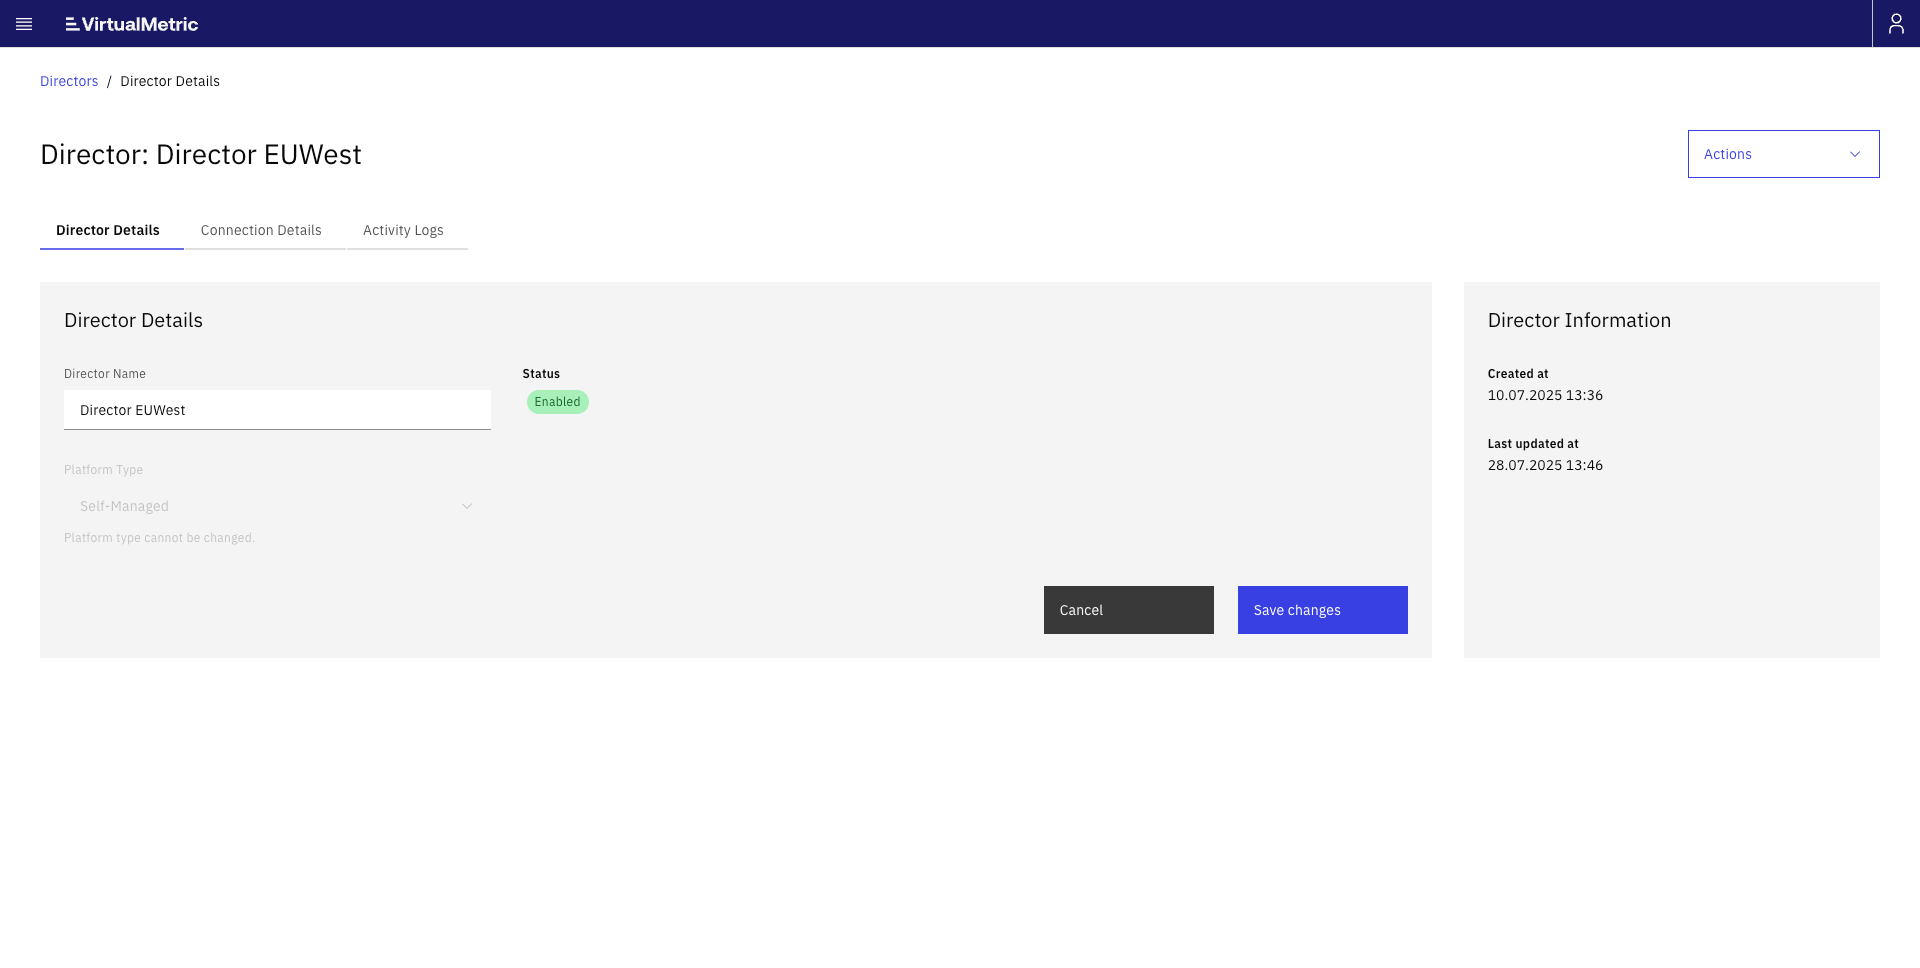 VirtualMetric
Directors / Director Details
Director: Director EUWest
Actions
Director Details
Connection Details
Activity Logs
Director Details
Director Name
Director EUWest
Status
Enabled
Platform Type
Self-Managed
Platform type cannot be changed.
Cancel
Save changes
Director Information
Created at
10.07.2025 13:36
Last updated at
28.07.2025 13:46